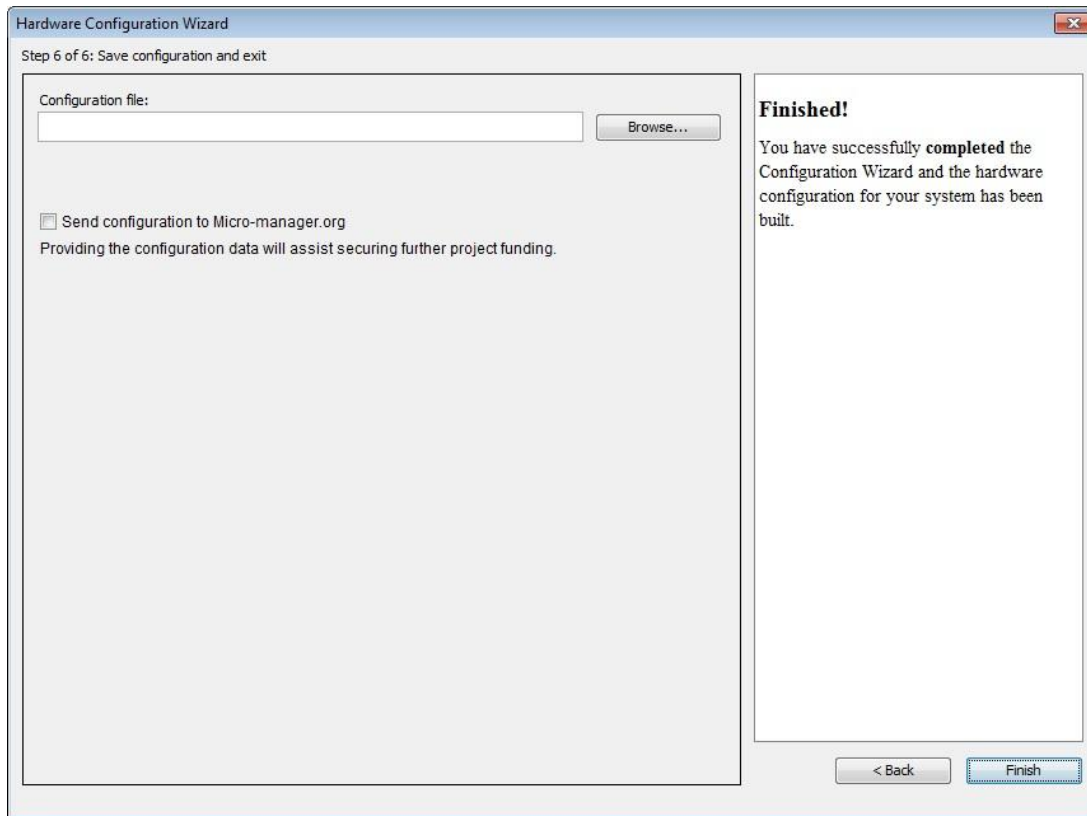 Hardware Configuration Wizard
Step 6 of 6: Save configuration and exit
Configuration file:
Browse...
Send configuration to Micro-manager.org
Providing the configuration data will assist securing further project funding.
Finished!
You have successfully completed the
Configuration Wizard and the hardware
configuration for your system has been
built.
< Back
Finish